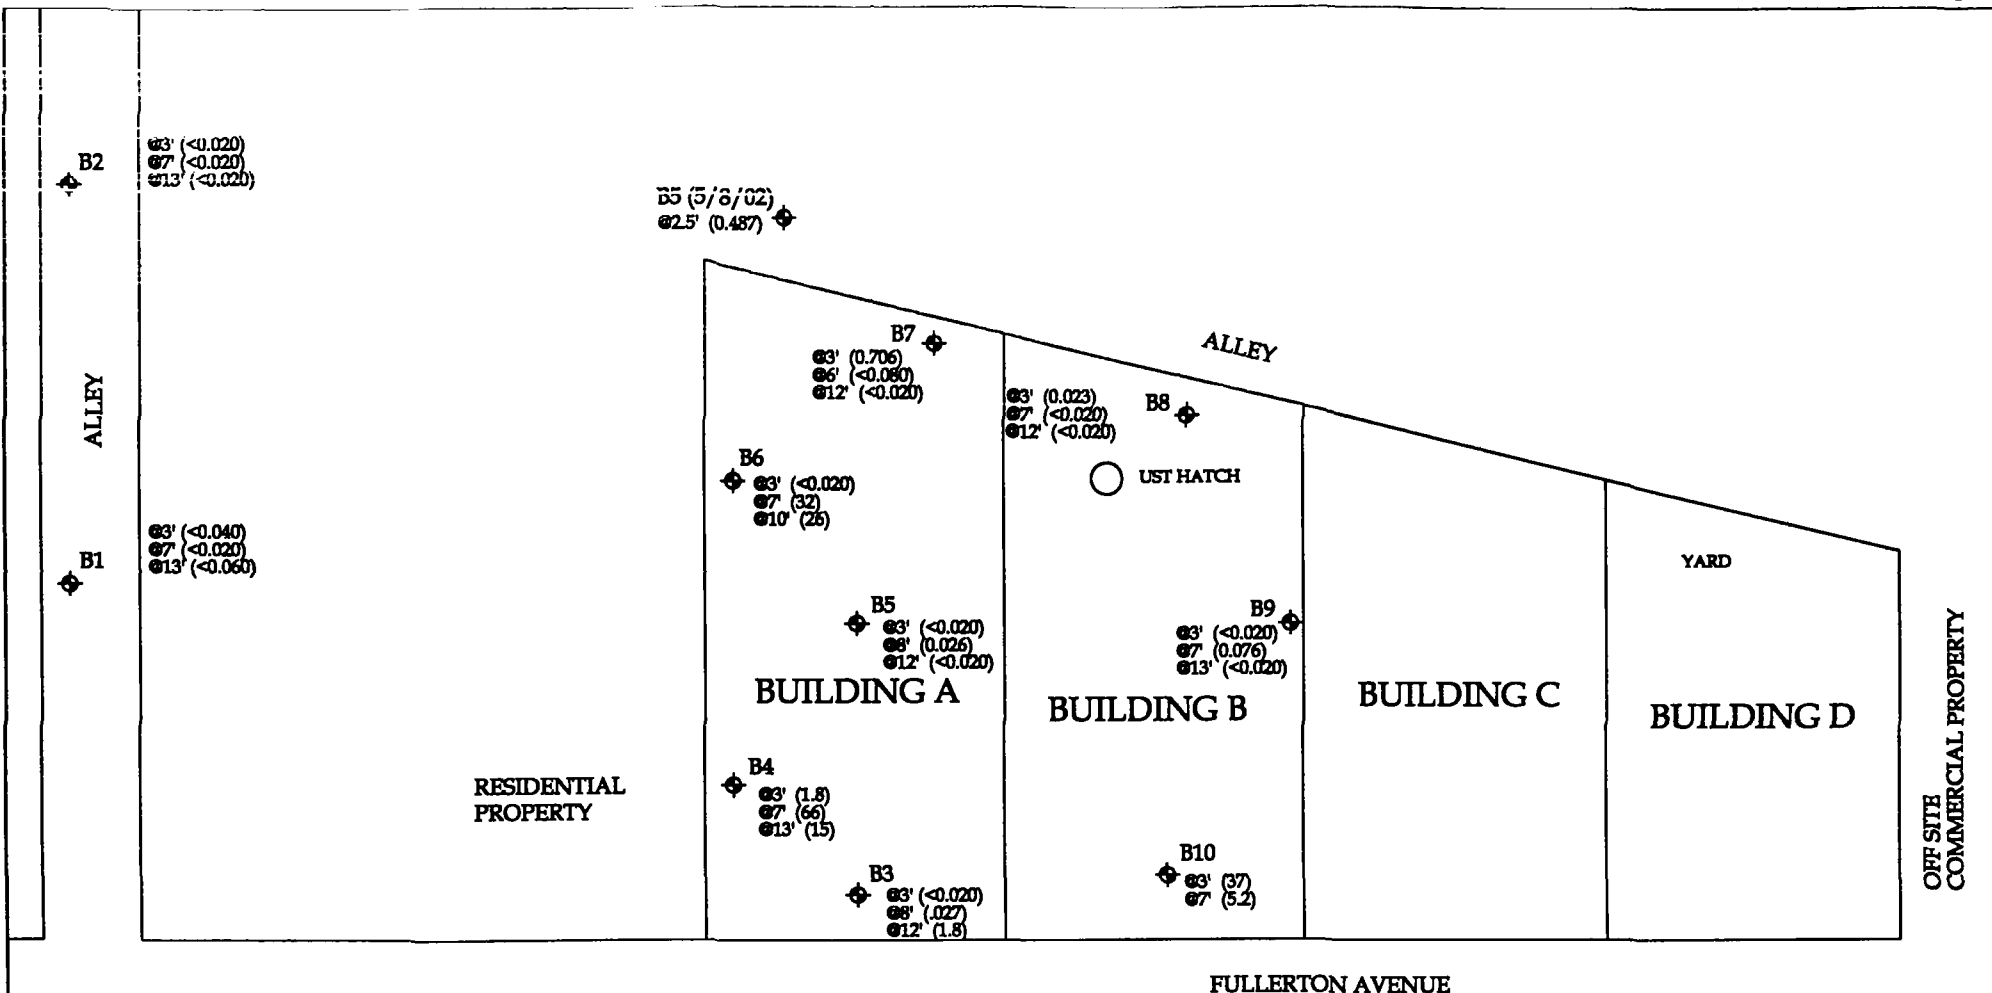 B2
@3' (<0.020)
@7' (<0.020)
@13' (<0.020)
B5 (5/8/02)
@2.5' (0.487)
B7
@3' (0.706)
@6' (<0.080)
@12' (<0.020)
ALLEY
@3' (0.023)
@7' (<0.020)
@12' (<0.020)
B8
ALLEY
B6
@3' (<0.020)
@7' (32)
@10' (26)
UST HATCH
B1
@3' (<0.040)
@7' (<0.020)
@13' (<0.060)
YARD
B5
@3' (<0.020)
@8' (0.026)
@12' (<0.020)
B9
@3' (<0.020)
@7' (0.076)
@13' (<0.020)
BUILDING A
BUILDING B
BUILDING C
BUILDING D
RESIDENTIAL
PROPERTY
B4
@3' (1.8)
@7' (66)
@13' (15)
OFF SITE
COMMERCIAL PROPERTY
B3
@3' (<0.020)
@8' (.027)
@12' (1.8)
B10
@3' (37)
@7' (5.2)
FULLERTON AVENUE